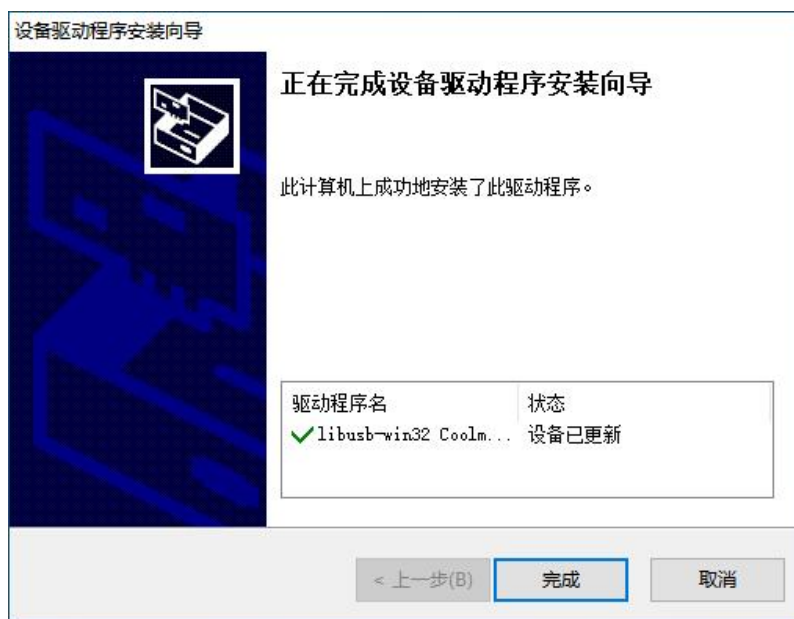 设备驱动程序安装向导
正在完成设备驱动程序安装向导
此计算机上成功地安装了此驱动程序。
驱动程序名 状态
libusb-win32 Coolm... 设备已更新
< 上一步(B) 完成 取消